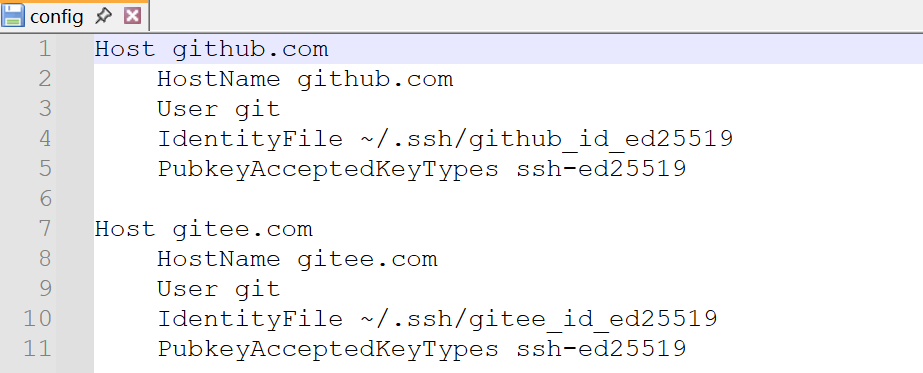 config
1 Host github.com
2 HostName github.com
3 User git
4 IdentityFile ~/.ssh/github_id_ed25519
5 PubkeyAcceptedKeyTypes ssh-ed25519
6
7 Host gitee.com
8 HostName gitee.com
9 User git
10 IdentityFile ~/.ssh/gitee_id_ed25519
11 PubkeyAcceptedKeyTypes ssh-ed25519